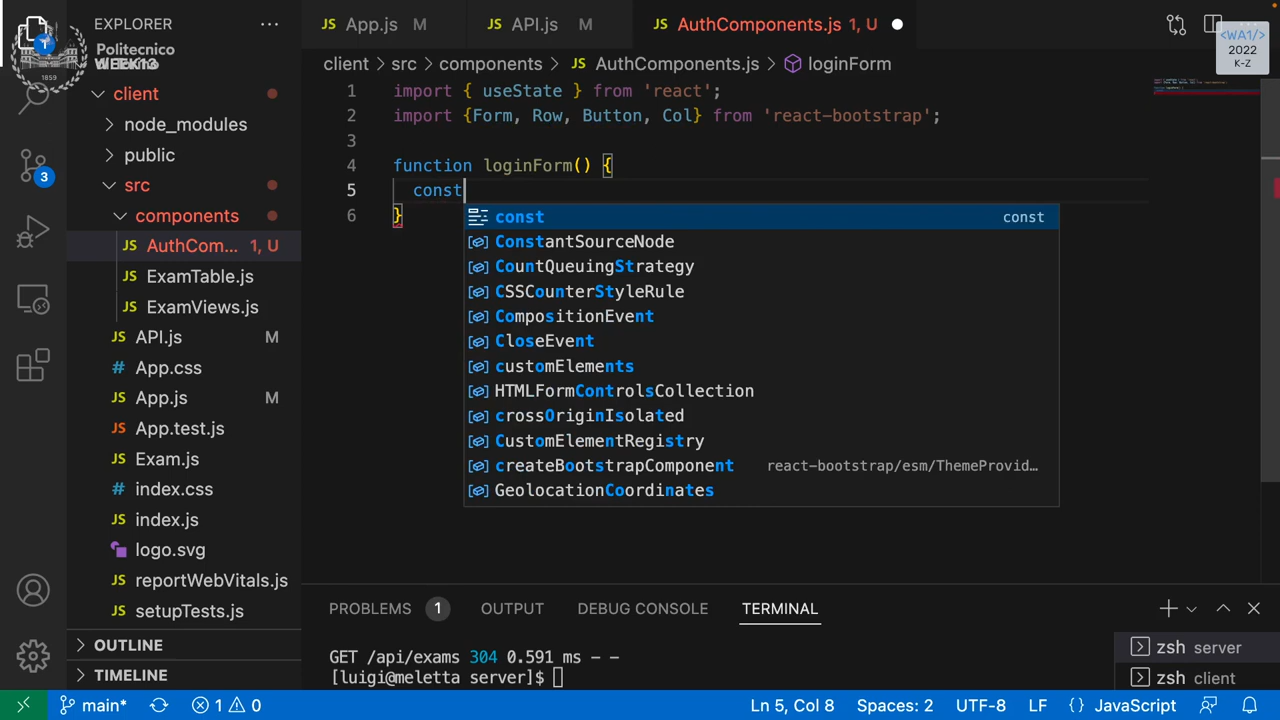 EXPLORER
App.js M
API.js M
AuthComponents.js 1, U
<WA1/>
2022
K-Z
Politecnico
WEEK13
1859
client > src > components > JS AuthComponents.js > loginForm
client
node_modules
public
src
components
JS AuthCom... 1, U
JS ExamTable.js
JS ExamViews.js
JS API.js M
# App.css
JS App.js M
JS App.test.js
JS Exam.js
# index.css
JS index.js
logo.svg
JS reportWebVitals.js
JS setupTests.js
OUTLINE
TIMELINE
1 import { useState } from 'react';
2 import {Form, Row, Button, Col} from 'react-bootstrap';
3
4 function loginForm() {
5 const
6 }
const const
ConstantSourceNode
CountQueuingStrategy
CSSCounterStyleRule
CompositionEvent
CloseEvent
customElements
HTMLFormControlsCollection
crossOriginIsolated
CustomElementRegistry
createBootstrapComponent react-bootstrap/esm/ThemeProvid…
GeolocationCoordinates
3
PROBLEMS 1 OUTPUT DEBUG CONSOLE TERMINAL
GET /api/exams 304 0.591 ms - -
[luigi@meletta server]$
zsh server
zsh client
main* 1 0 Ln 5, Col 8 Spaces: 2 UTF-8 LF {} JavaScript